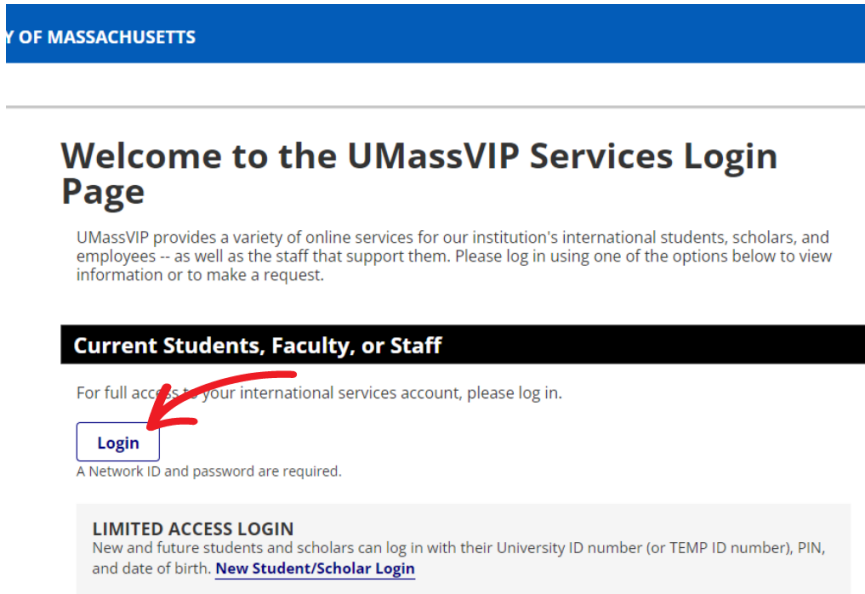 Y OF MASSACHUSETTS
Welcome to the UMassVIP Services Login
Page
UMassVIP provides a variety of online services for our institution's international students, scholars, and
employees -- as well as the staff that support them. Please log in using one of the options below to view
information or to make a request.
Current Students, Faculty, or Staff
For full access to your international services account, please log in.
Login
A Network ID and password are required.
LIMITED ACCESS LOGIN
New and future students and scholars can log in with their University ID number (or TEMP ID number), PIN,
and date of birth. New Student/Scholar Login